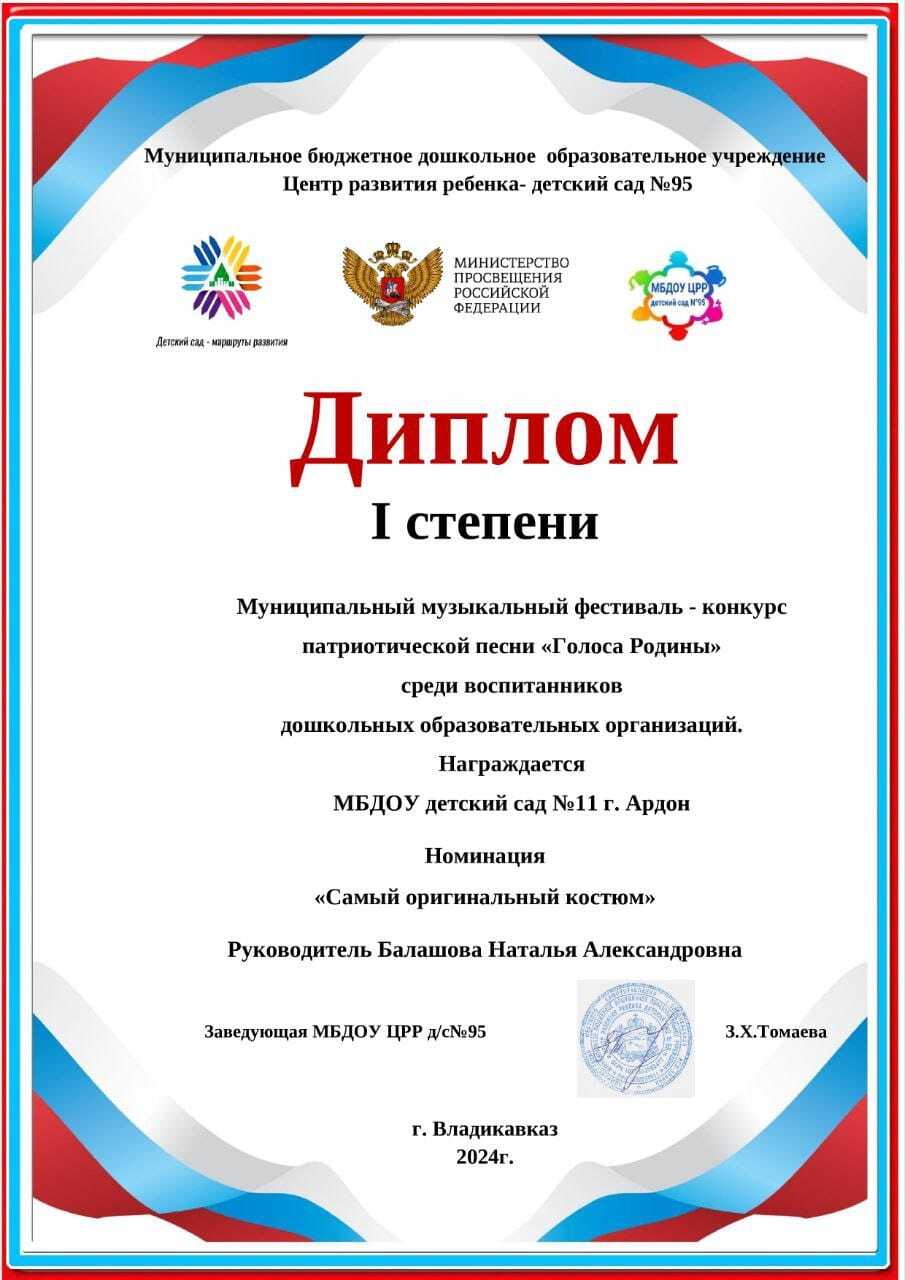 Муниципальное бюджетное дошкольное образовательное учреждение
Центр развития ребенка- детский сад №95
Детский сад - маршруты развития
МИНИСТЕРСТВО
ПРОСВЕЩЕНИЯ
РОССИЙСКОЙ
ФЕДЕРАЦИИ
МБДОУ ЦРР
детский сад №95
Диплом
I степени
Муниципальный музыкальный фестиваль - конкурс
патриотической песни «Голоса Родины»
среди воспитанников
дошкольных образовательных организаций.
Награждается
МБДОУ детский сад №11 г. Ардон
Номинация
«Самый оригинальный костюм»
Руководитель Балашова Наталья Александровна
Заведующая МБДОУ ЦРР д/с№95
З.Х.Томаева
г. Владикавказ
2024г.